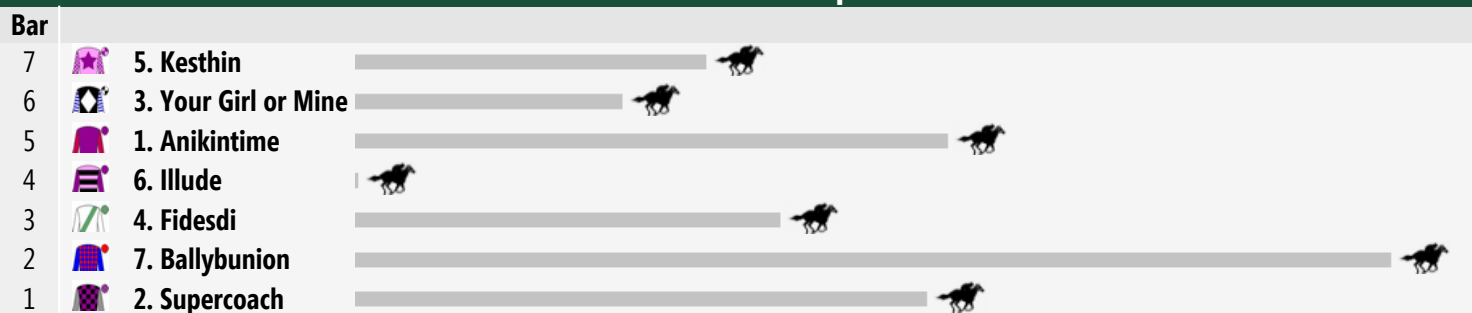 Bar
7 5. Kesthin
6 3. Your Girl or Mine
5 1. Anikintime
4 6. Illude
3 4. Fidesdi
2 7. Ballybunion
1 2. Supercoach